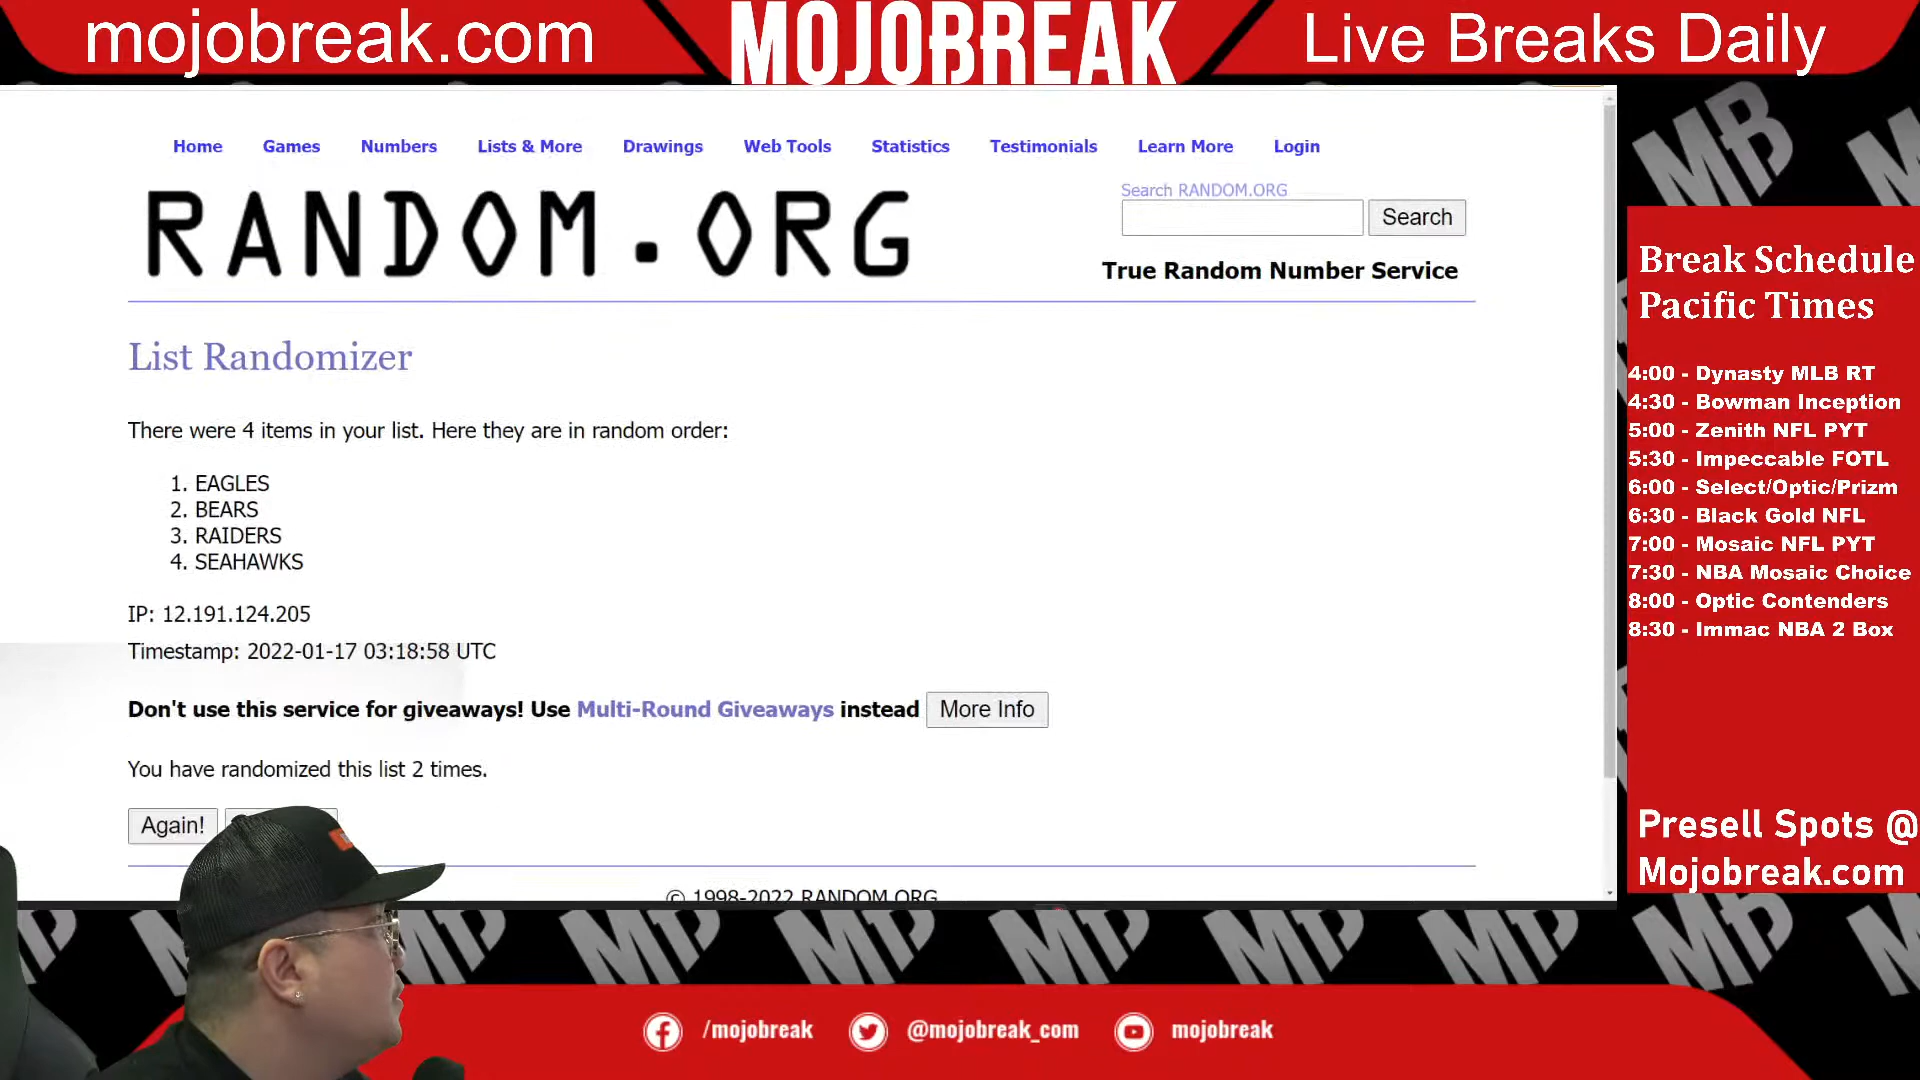 mojobreak.com
MOJOBREAK
Live Breaks Daily
Home Games Numbers Lists & More Drawings Web Tools Statistics Testimonials Learn More Login
RANDOM.ORG
Search RANDOM.ORG
Search
True Random Number Service
List Randomizer
There were 4 items in your list. Here they are in random order:
1. EAGLES
2. BEARS
3. RAIDERS
4. SEAHAWKS
IP: 12.191.124.205
Timestamp: 2022-01-17 03:18:58 UTC
Don't use this service for giveaways! Use Multi-Round Giveaways instead More Info
You have randomized this list 2 times.
Again!
© 1998-2022 RANDOM.ORG
Break Schedule
Pacific Times
4:00 - Dynasty MLB RT
4:30 - Bowman Inception
5:00 - Zenith NFL PYT
5:30 - Impeccable FOTL
6:00 - Select/Optic/Prizm
6:30 - Black Gold NFL
7:00 - Mosaic NFL PYT
7:30 - NBA Mosaic Choice
8:00 - Optic Contenders
8:30 - Immac NBA 2 Box
Presell Spots @
Mojobreak.com
/mojobreak @mojobreak_com mojobreak